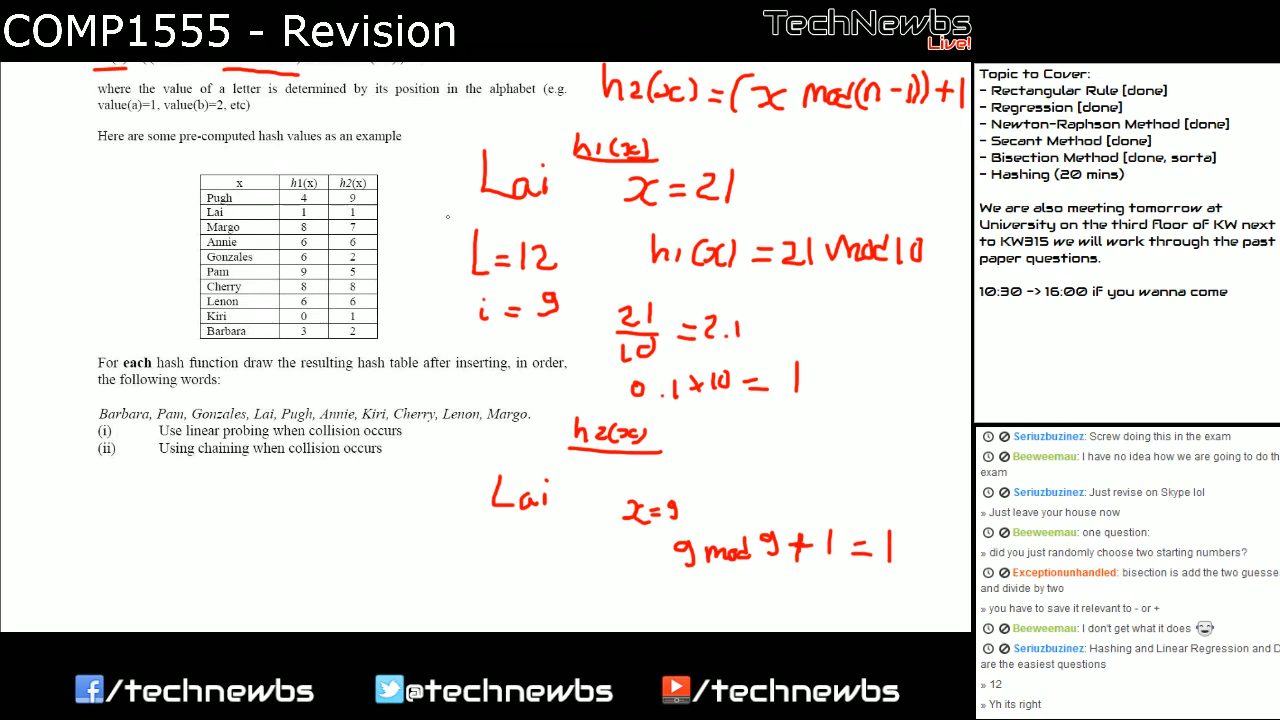 COMP1555 - Revision
TechNewbs
Live!
where the value of a letter is determined by its position in the alphabet (e.g.
value(a)=1, value(b)=2, etc)
Here are some pre-computed hash values as an example
x h1(x) h2(x)
Pugh 4 9
Lai 1 1
Margo 8 7
Annie 6 6
Gonzales 6 2
Pam 9 5
Cherry 8 8
Lenon 6 6
Kiri 0 1
Barbara 3 2
For each hash function draw the resulting hash table after inserting, in order,
the following words:
Barbara, Pam, Gonzales, Lai, Pugh, Annie, Kiri, Cherry, Lenon, Margo.
(i) Use linear probing when collision occurs
(ii) Using chaining when collision occurs
h2(x) = (x mod(n-1))+1
h1(x)
Lai x = 21
L = 12 h1(x) = 21 mod 10
i = 9
21/10 = 2.1
0.1 * 10 = 1
h2(x)
Lai
x = 9
9 mod 9 + 1 = 1
Topic to Cover:
- Rectangular Rule [done]
- Regression [done]
- Newton-Raphson Method [done]
- Secant Method [done]
- Bisection Method [done, sorta]
- Hashing (20 mins)
We are also meeting tomorrow at
University on the third floor of KW next
to KW315 we will work through the past
paper questions.
10:30 -> 16:00 if you wanna come
Seriuzbuzinez: Screw doing this in the exam
Beeweemau: I have no idea how we are going to do th
exam
Seriuzbuzinez: Just revise on Skype lol
» Just leave your house now
Beeweemau: one question:
» did you just randomly choose two starting numbers?
Exceptionunhandled: bisection is add the two guesse
and divide by two
» you have to save it relevant to - or +
Beeweemau: I don't get what it does
Seriuzbuzinez: Hashing and Linear Regression and D
are the easiest questions
» 12
» Yh its right
/technewbs @technewbs /technewbs